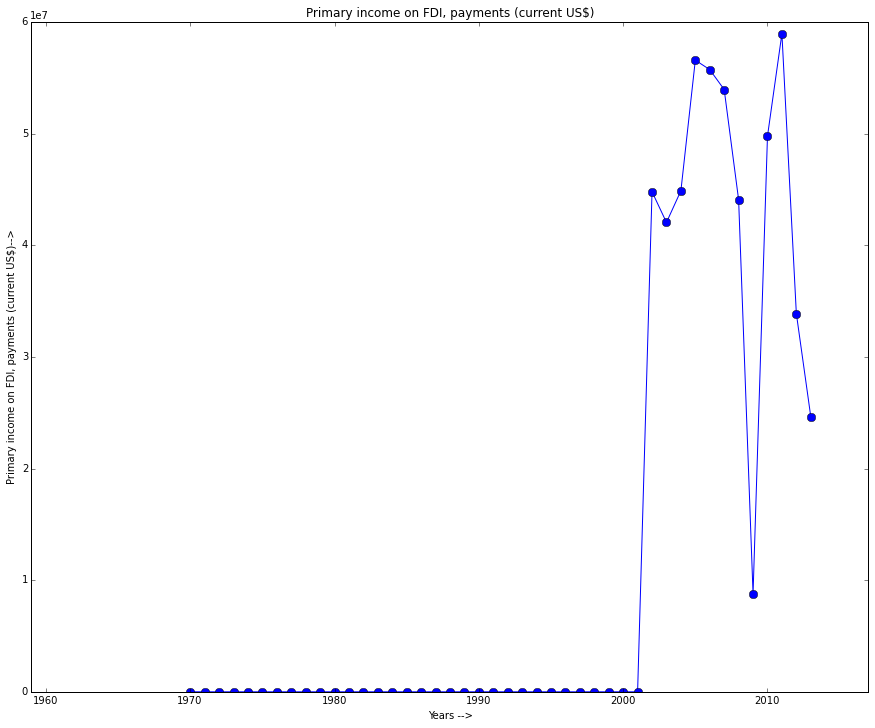 Primary income on FDI, payments (current US$)
1e7
6
5
4
3
2
1
0
Primary income on FDI, payments (current US$)-->
1960 1970 1980 1990 2000 2010
Years -->